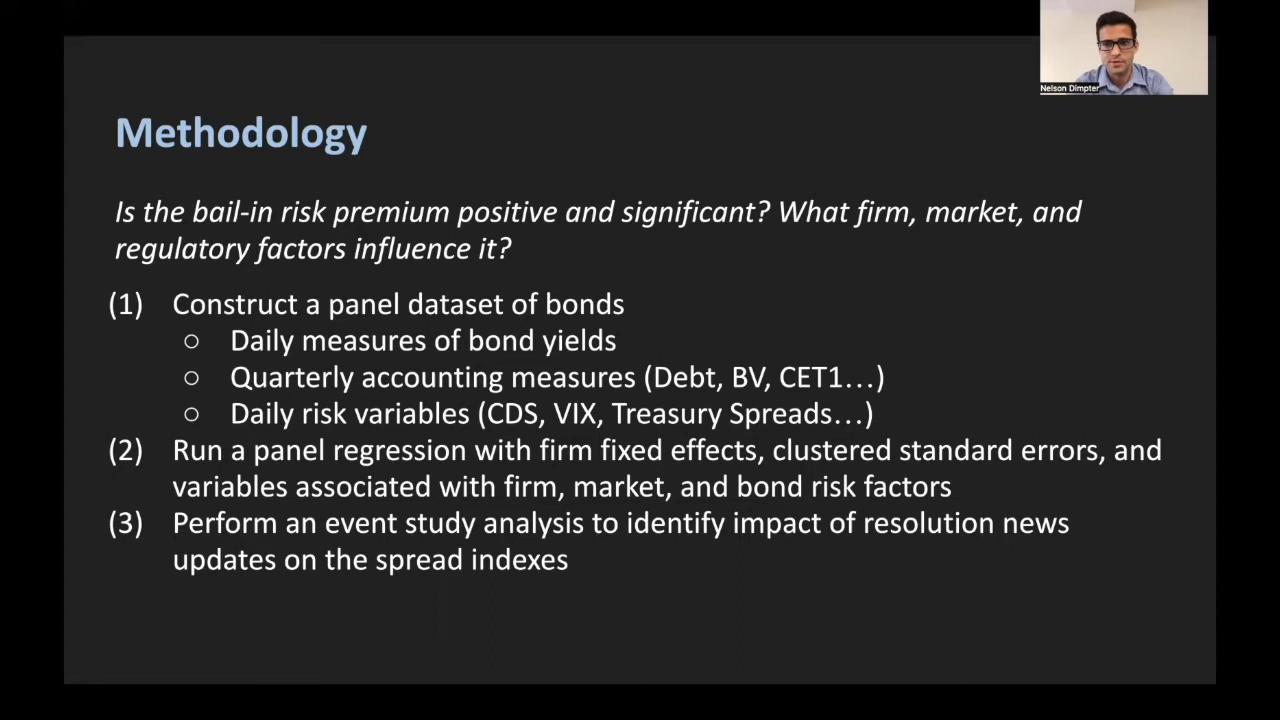 Nelson Dimpter
Methodology
Is the bail-in risk premium positive and significant? What firm, market, and
regulatory factors influence it?
(1) Construct a panel dataset of bonds
○ Daily measures of bond yields
○ Quarterly accounting measures (Debt, BV, CET1…)
○ Daily risk variables (CDS, VIX, Treasury Spreads…)
(2) Run a panel regression with firm fixed effects, clustered standard errors, and
variables associated with firm, market, and bond risk factors
(3) Perform an event study analysis to identify impact of resolution news
updates on the spread indexes